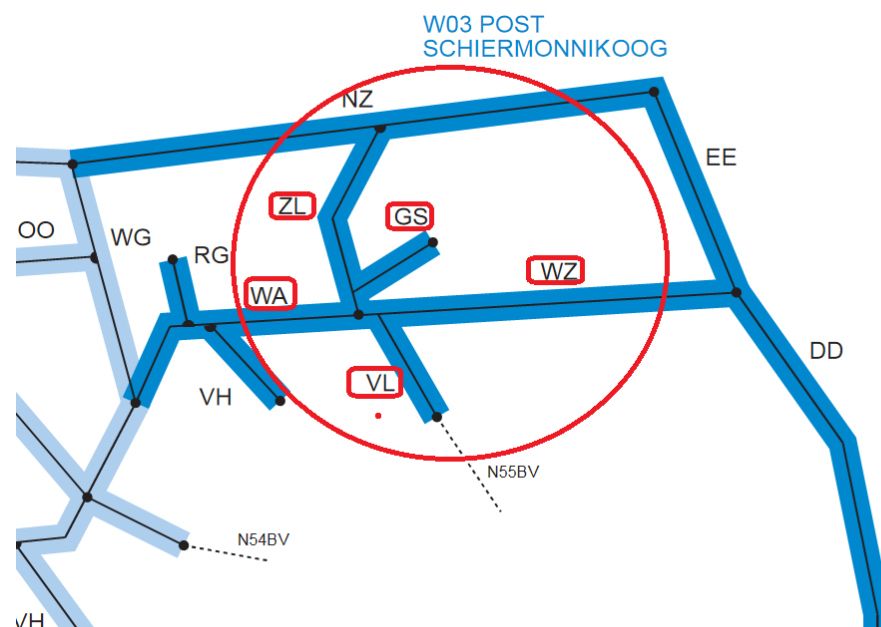 W03 POST
SCHIERMONNIKOOG
NZ
EE
ZL
GS
OO
WG
RG
WZ
WA
DD
VL
VH
N55BV
N54BV
VH